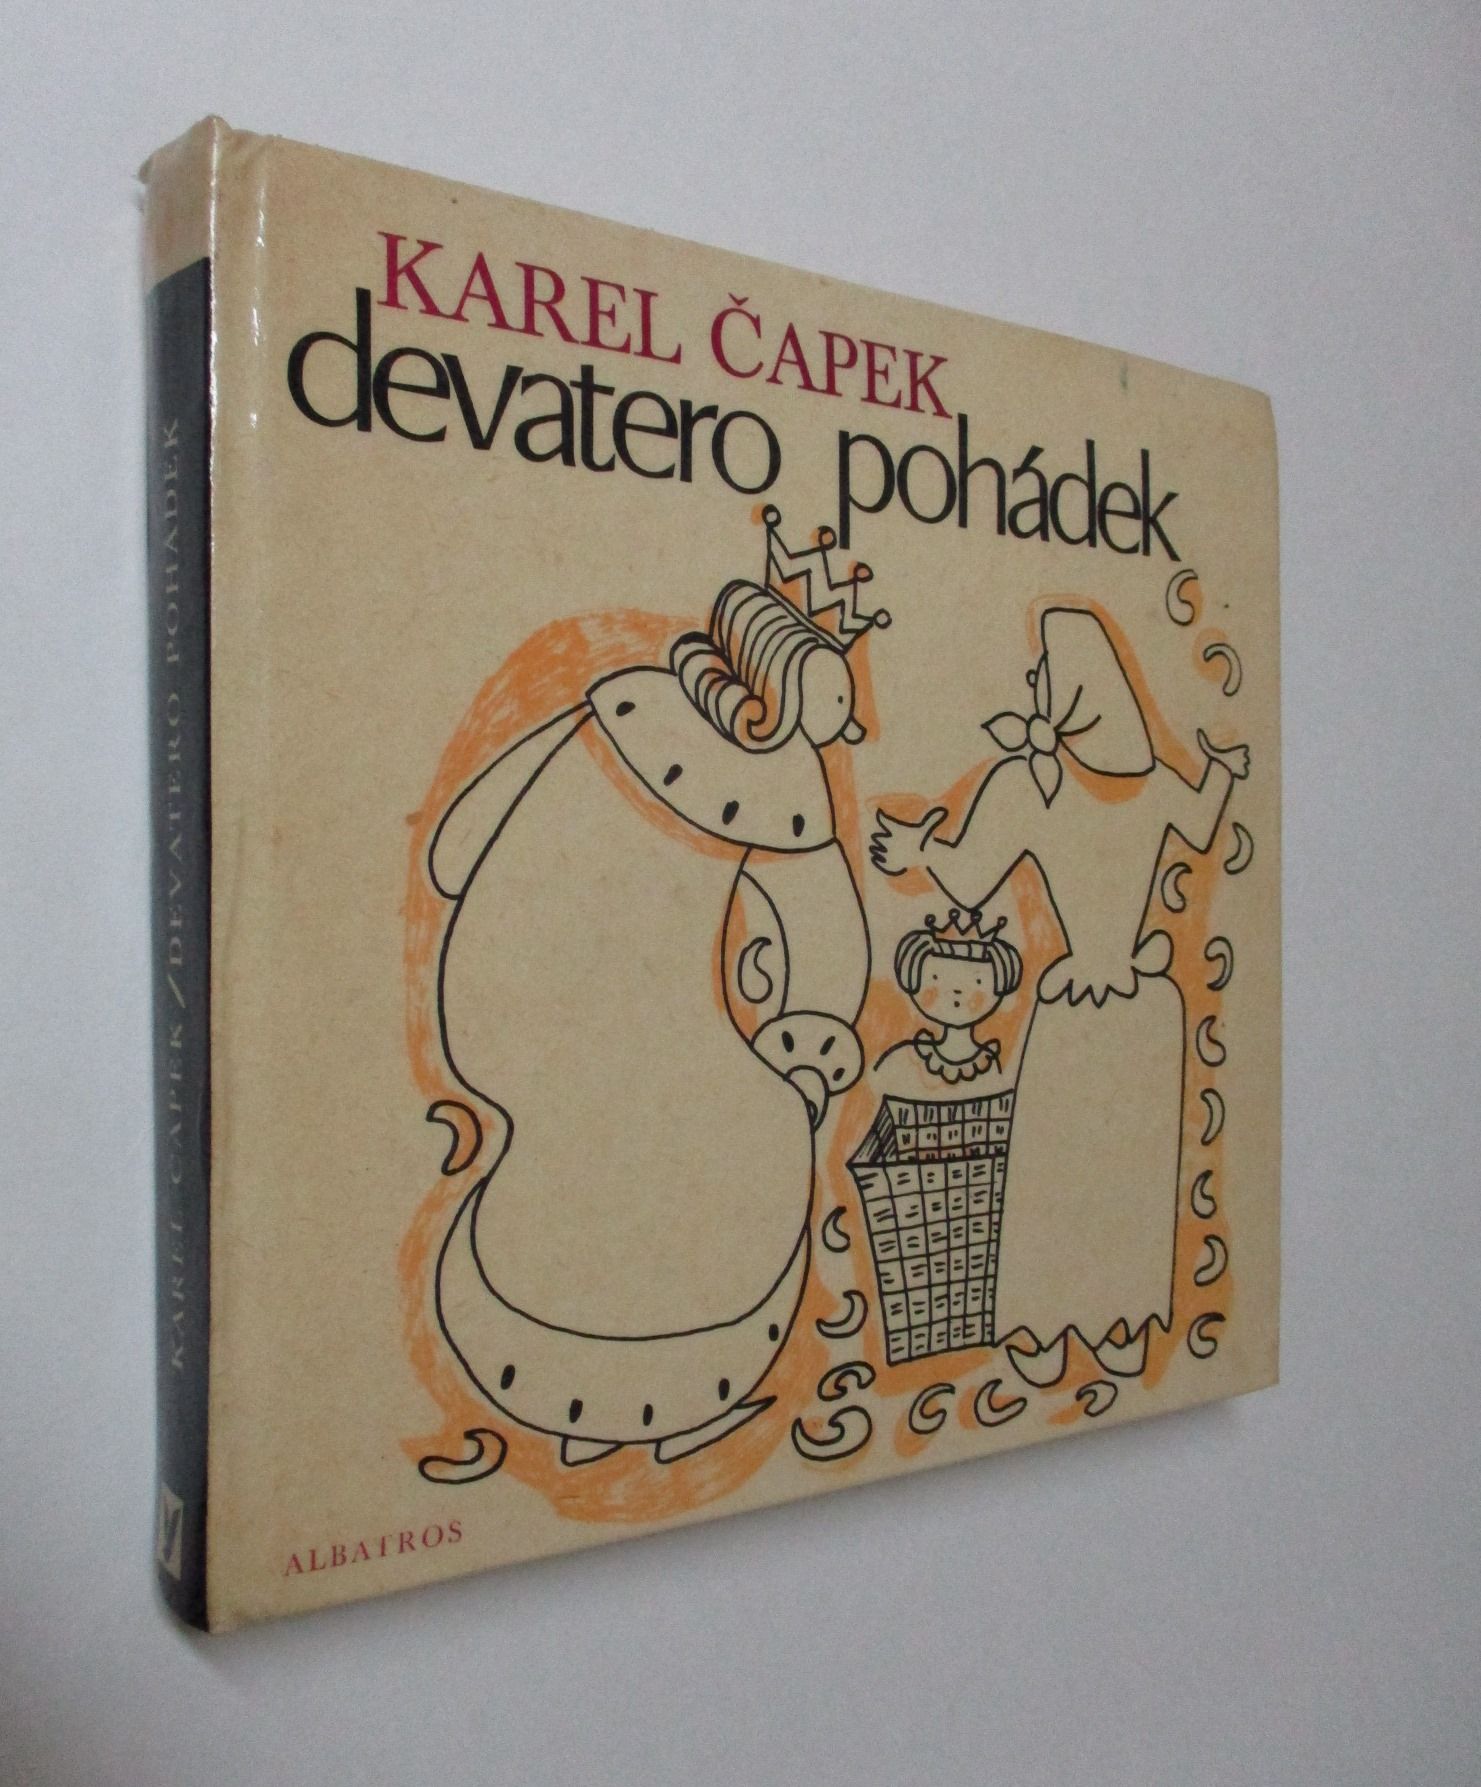 KAREL ČAPEK
devatero pohádek
ALBATROS
KAREL ČAPEK / DEVATERO POHÁDEK